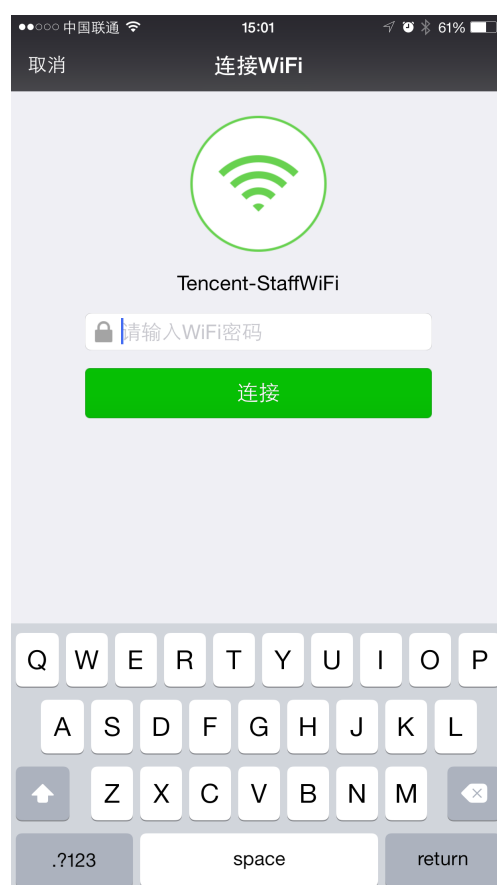 中国联通 15:01 61%
取消 连接WiFi
Tencent-StaffWiFi
请输入WiFi密码
连接
Q W E R T Y U I O P
A S D F G H J K L
Z X C V B N M
.?123 space return